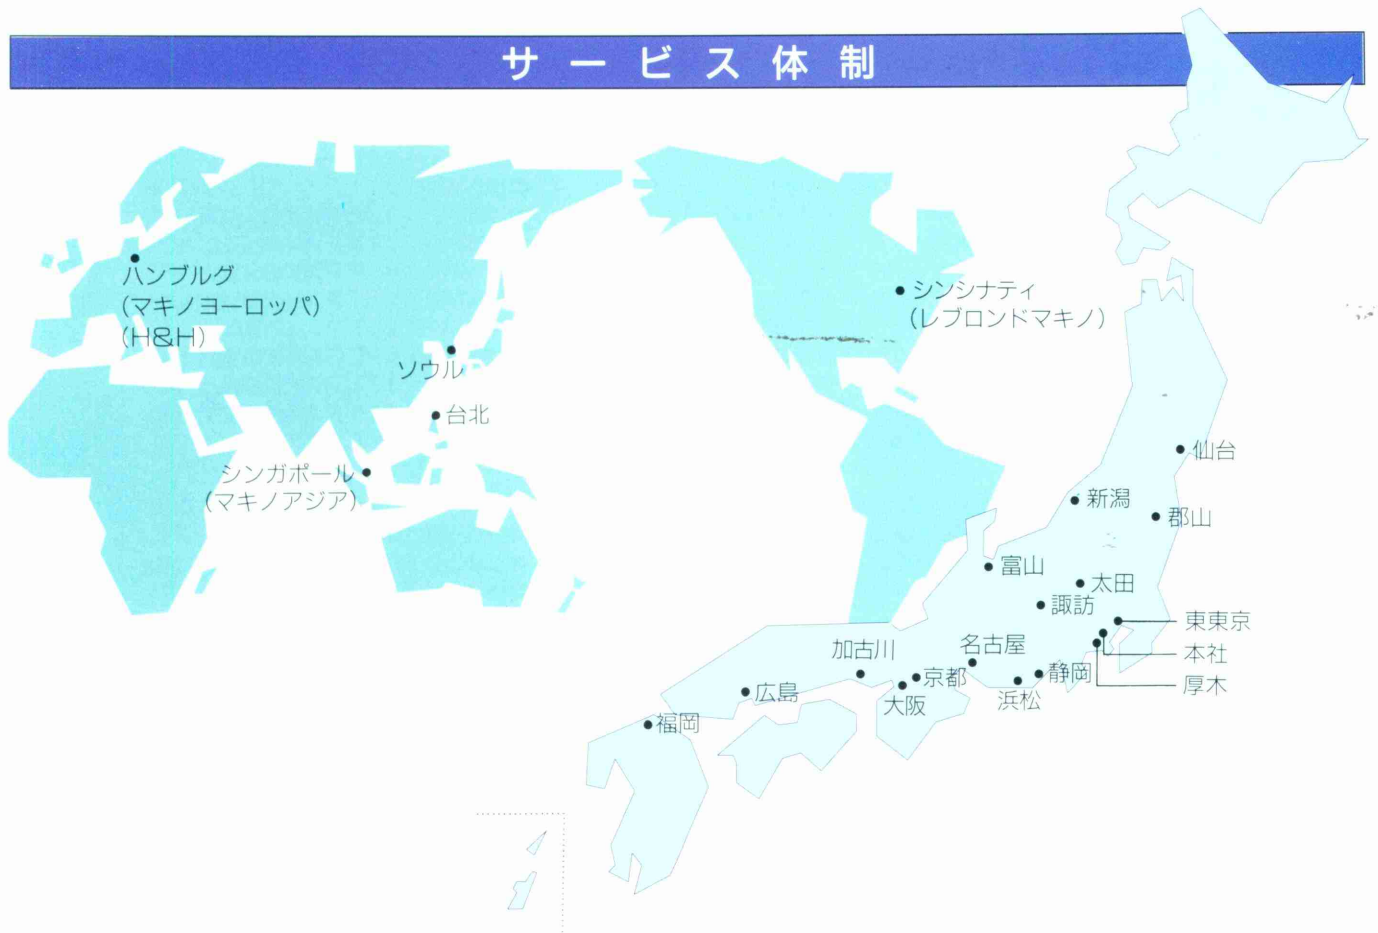 サービス体制
ハンブルグ
(マキノヨーロッパ)
(H&H)
シンシナティ
(レブロンドマキノ)
ソウル
台北
シンガポール
(マキノアジア)
仙台
新潟
郡山
富山
太田
諏訪
東東京
本社
厚木
名古屋
加古川
静岡
京都
浜松
大阪
広島
福岡